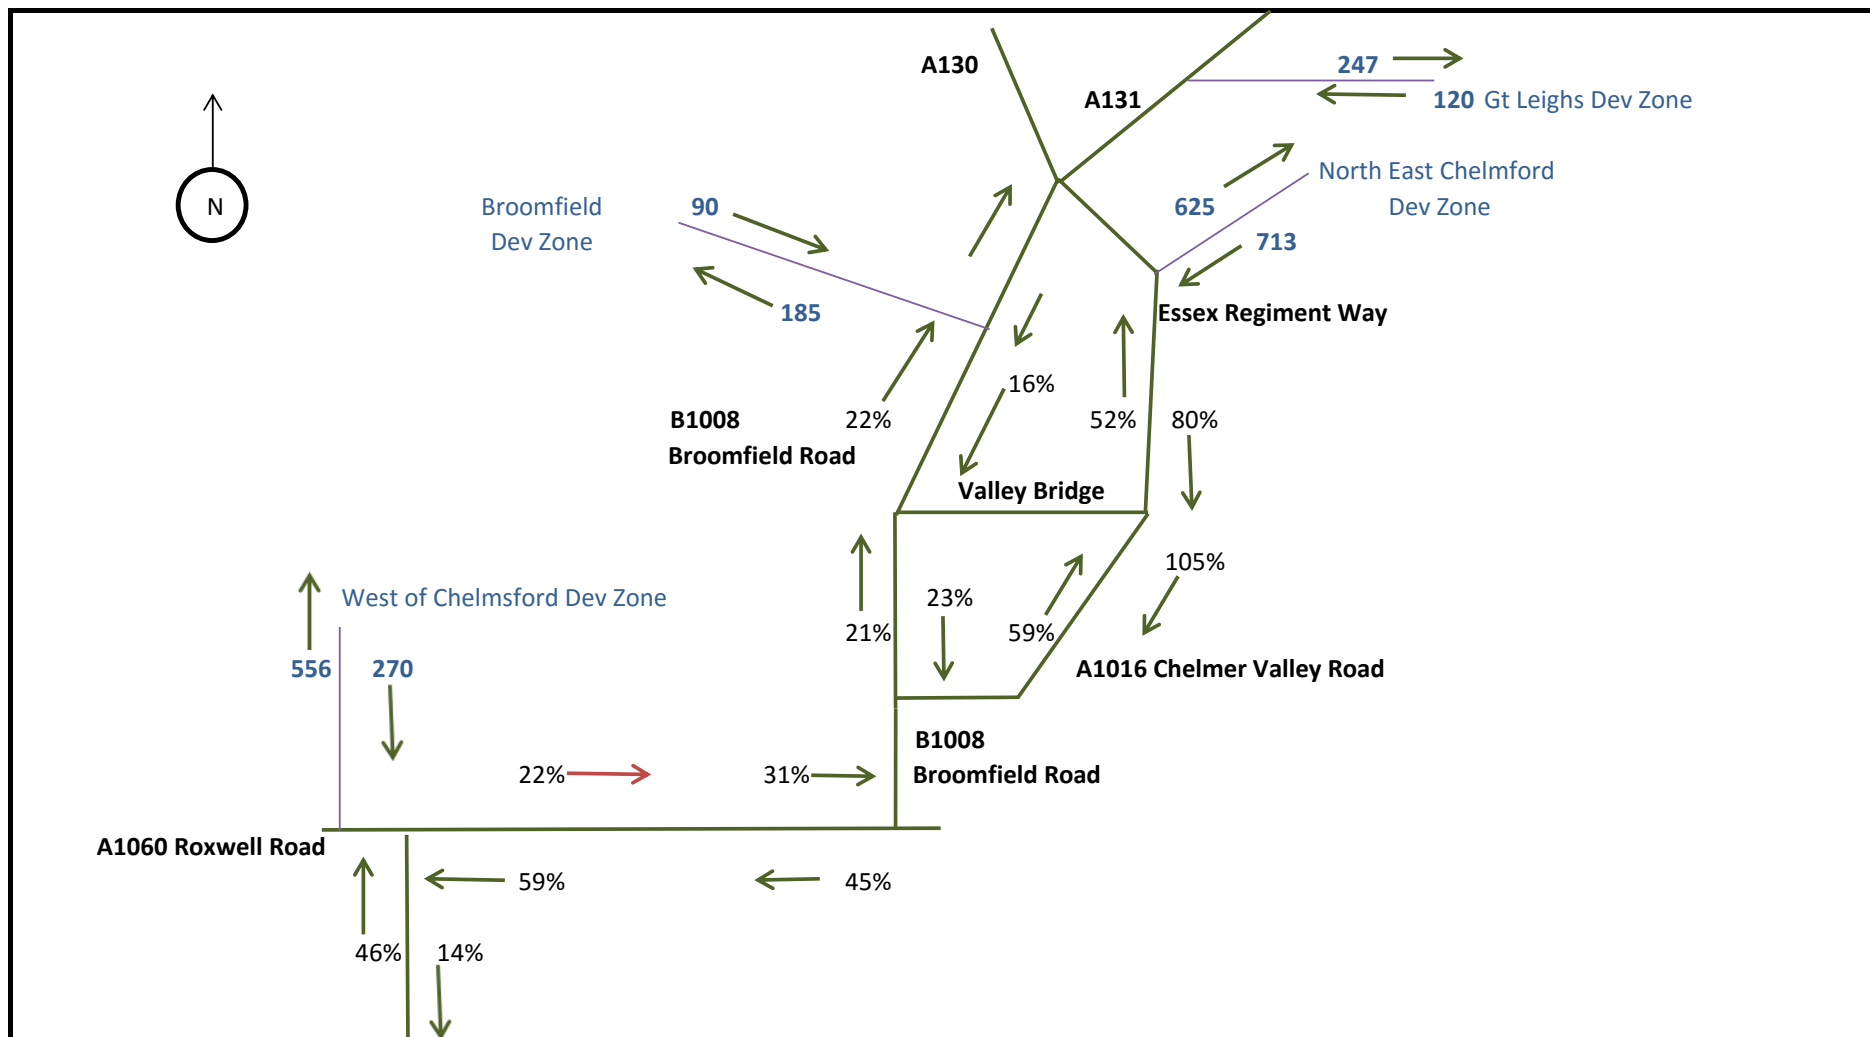 A130
247
A131
120 Gt Leighs Dev Zone
North East Chelmford
Dev Zone
N
Broomfield
Dev Zone
90
625
713
185
Essex Regiment Way
16%
B1008
Broomfield Road
22%
52%
80%
Valley Bridge
105%
West of Chelmsford Dev Zone
23%
21%
59%
556
270
A1016 Chelmer Valley Road
B1008
Broomfield Road
22%
31%
A1060 Roxwell Road
59%
45%
46%
14%